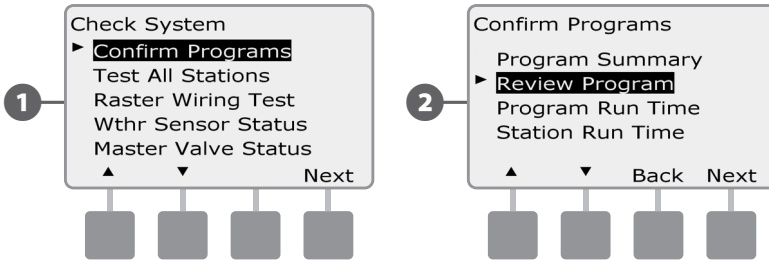 1
Check System
Confirm Programs
Test All Stations
Raster Wiring Test
Wthr Sensor Status
Master Valve Status
Next
2
Confirm Programs
Program Summary
Review Program
Program Run Time
Station Run Time
Back Next